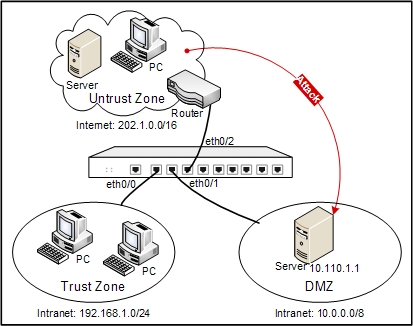 PC
Server
Untrust Zone
Router
Attack
Internet: 202.1.0.0/16
eth0/2
eth0/0
eth0/1
PC
PC
Trust Zone
Server 10.110.1.1
DMZ
Intranet: 192.168.1.0/24
Intranet: 10.0.0.0/8